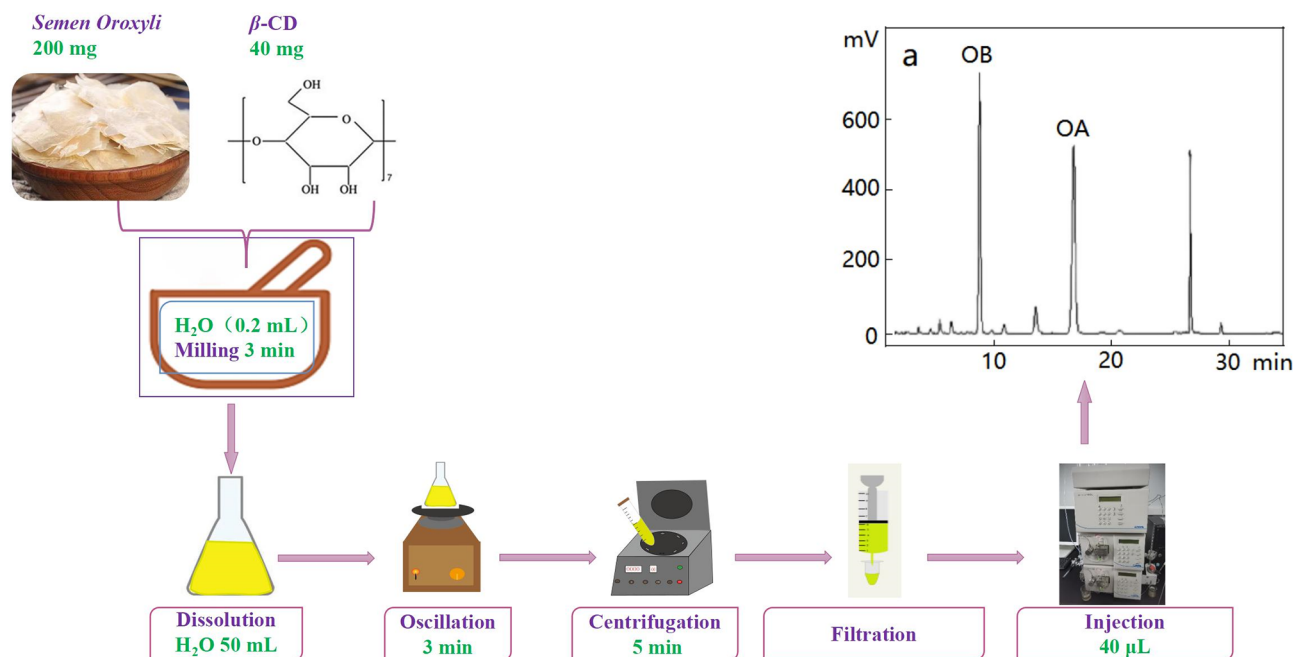 Semen Oroxyli
200 mg
β-CD
40 mg
OH
O
O
OH
OH
7
H₂O（0.2 mL）
Milling 3 min
Dissolution
H₂O 50 mL
Oscillation
3 min
Centrifugation
5 min
Filtration
Injection
40 μL
mV
a
OB
OA
600
400
200
0
10
20
30
min